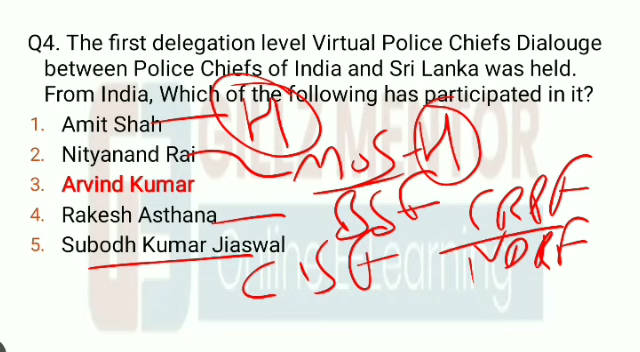 Q4. The first delegation level Virtual Police Chiefs Dialouge
between Police Chiefs of India and Sri Lanka was held.
From India, Which of the following has participated in it?
1. Amit Shah H
2. Nityanand Rai MoS-H
3. Arvind Kumar
4. Rakesh Asthana BSF CRPF
5. Subodh Kumar Jiaswal CISF NDRF
Online Learning